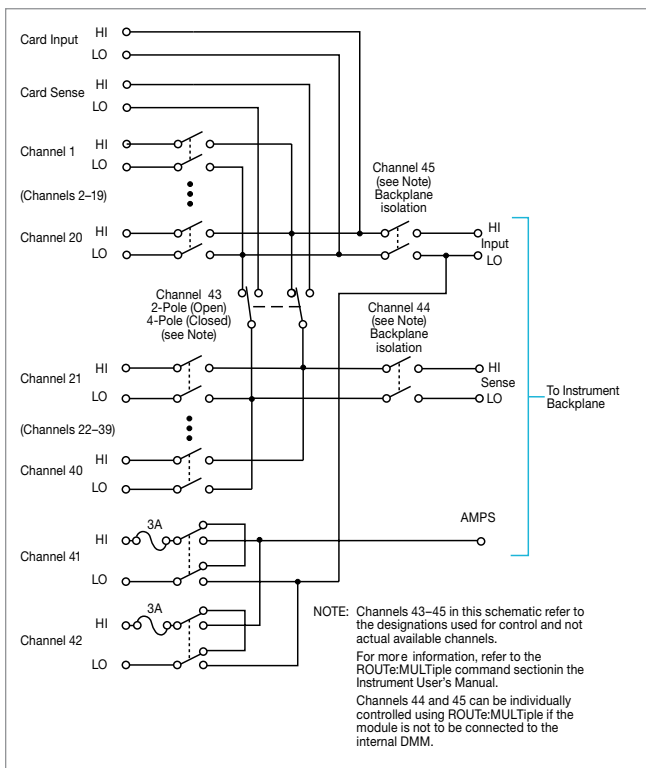 Card Input HI
LO
Card Sense HI
LO
Channel 1 HI
LO
(Channels 2–19)
Channel 20 HI
LO
Channel 45
(see Note)
Backplane
isolation
HI
Input
LO
Channel 43
2-Pole (Open)
4-Pole (Closed)
(see Note)
Channel 44
(see Note)
Backplane
isolation
Channel 21 HI
LO
HI
Sense
LO
To Instrument
Backplane
(Channels 22–39)
Channel 40 HI
LO
AMPS
3A
Channel 41 HI
LO
3A
Channel 42 HI
LO
NOTE: Channels 43–45 in this schematic refer to
the designations used for control and not
actual available channels.
For more information, refer to the
ROUTe:MULTiple command sectionin the
Instrument User's Manual.
Channels 44 and 45 can be individually
controlled using ROUTe:MULTiple if the
module is not to be connected to the
internal DMM.